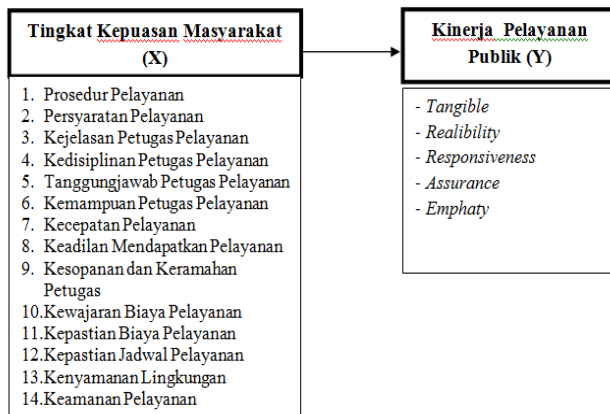 Tingkat Kepuasan Masyarakat
(X)
1. Prosedur Pelayanan
2. Persyaratan Pelayanan
3. Kejelasan Petugas Pelayanan
4. Kedisiplinan Petugas Pelayanan
5. Tanggungjawab Petugas Pelayanan
6. Kemampuan Petugas Pelayanan
7. Kecepatan Pelayanan
8. Keadilan Mendapatkan Pelayanan
9. Kesopanan dan Keramahan
Petugas
10.Kewajaran Biaya Pelayanan
11.Kepastian Biaya Pelayanan
12.Kepastian Jadwal Pelayanan
13.Kenyamanan Lingkungan
14.Keamanan Pelayanan
Kinerja Pelayanan
Publik (Y)
- Tangible
- Realibility
- Responsiveness
- Assurance
- Emphaty